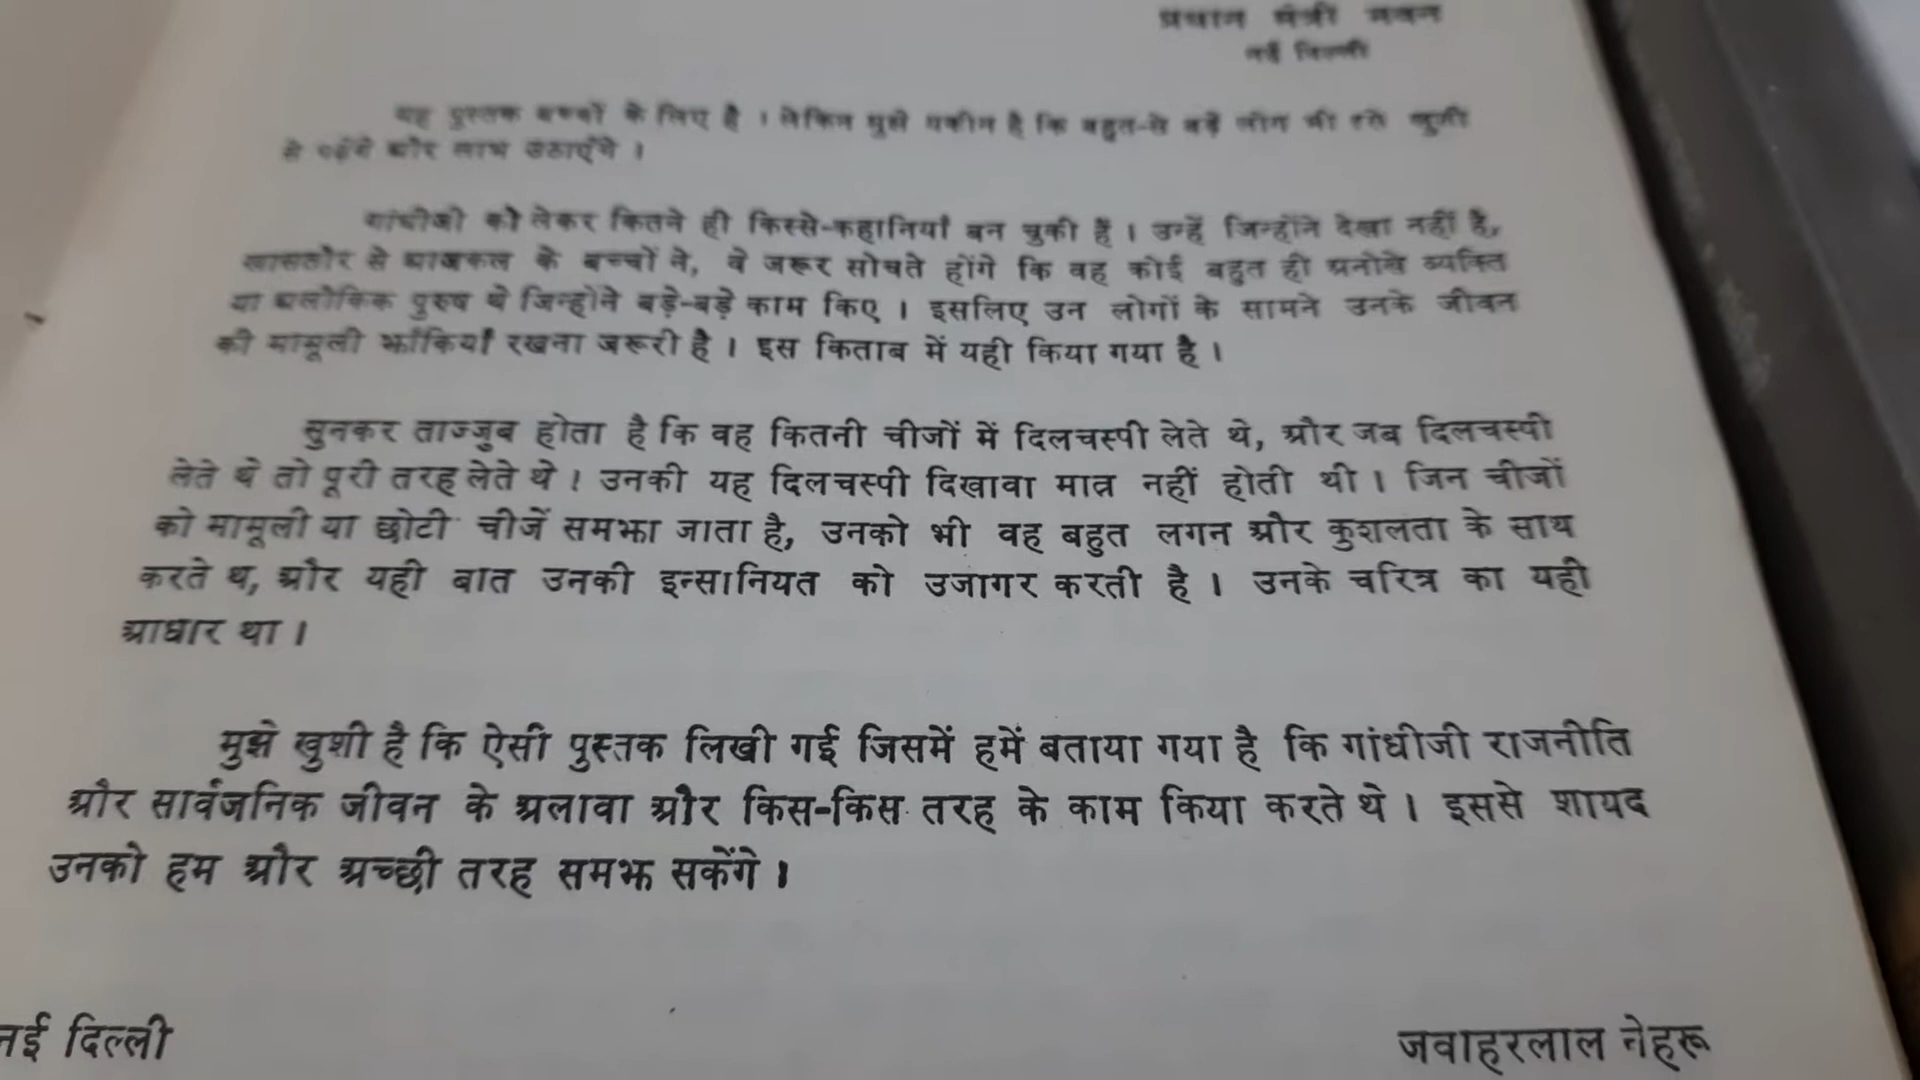 प्रधान मंत्री भवन
नई दिल्ली
यह पुस्तक बच्चों के लिए है । लेकिन मुझे यकीन है कि बहुत-से बड़े लोग भी इसे खुशी
से पढ़ेंगे और लाभ उठाएँगे ।
गांधीजी को लेकर कितने ही किस्से-कहानियाँ बन चुकी हैं । उन्हें जिन्होंने देखा नहीं है,
खासतौर से आजकल के बच्चों ने, वे जरूर सोचते होंगे कि वह कोई बहुत ही अनोखे व्यक्ति
या अलौकिक पुरुष थे जिन्होंने बड़े-बड़े काम किए । इसलिए उन लोगों के सामने उनके जीवन
की मामूली झाँकियाँ रखना जरूरी है । इस किताब में यही किया गया है ।
सुनकर ताज्जुब होता है कि वह कितनी चीजों में दिलचस्पी लेते थे, और जब दिलचस्पी
लेते थे तो पूरी तरह लेते थे । उनकी यह दिलचस्पी दिखावा मात्र नहीं होती थी । जिन चीजों
को मामूली या छोटी चीजें समझा जाता है, उनको भी वह बहुत लगन और कुशलता के साथ
करते थ, और यही बात उनकी इन्सानियत को उजागर करती है । उनके चरित्र का यही
आधार था ।
मुझे खुशी है कि ऐसी पुस्तक लिखी गई जिसमें हमें बताया गया है कि गांधीजी राजनीति
और सार्वजनिक जीवन के अलावा और किस-किस तरह के काम किया करते थे । इससे शायद
उनको हम और अच्छी तरह समझ सकेंगे ।
नई दिल्ली
जवाहरलाल नेहरू